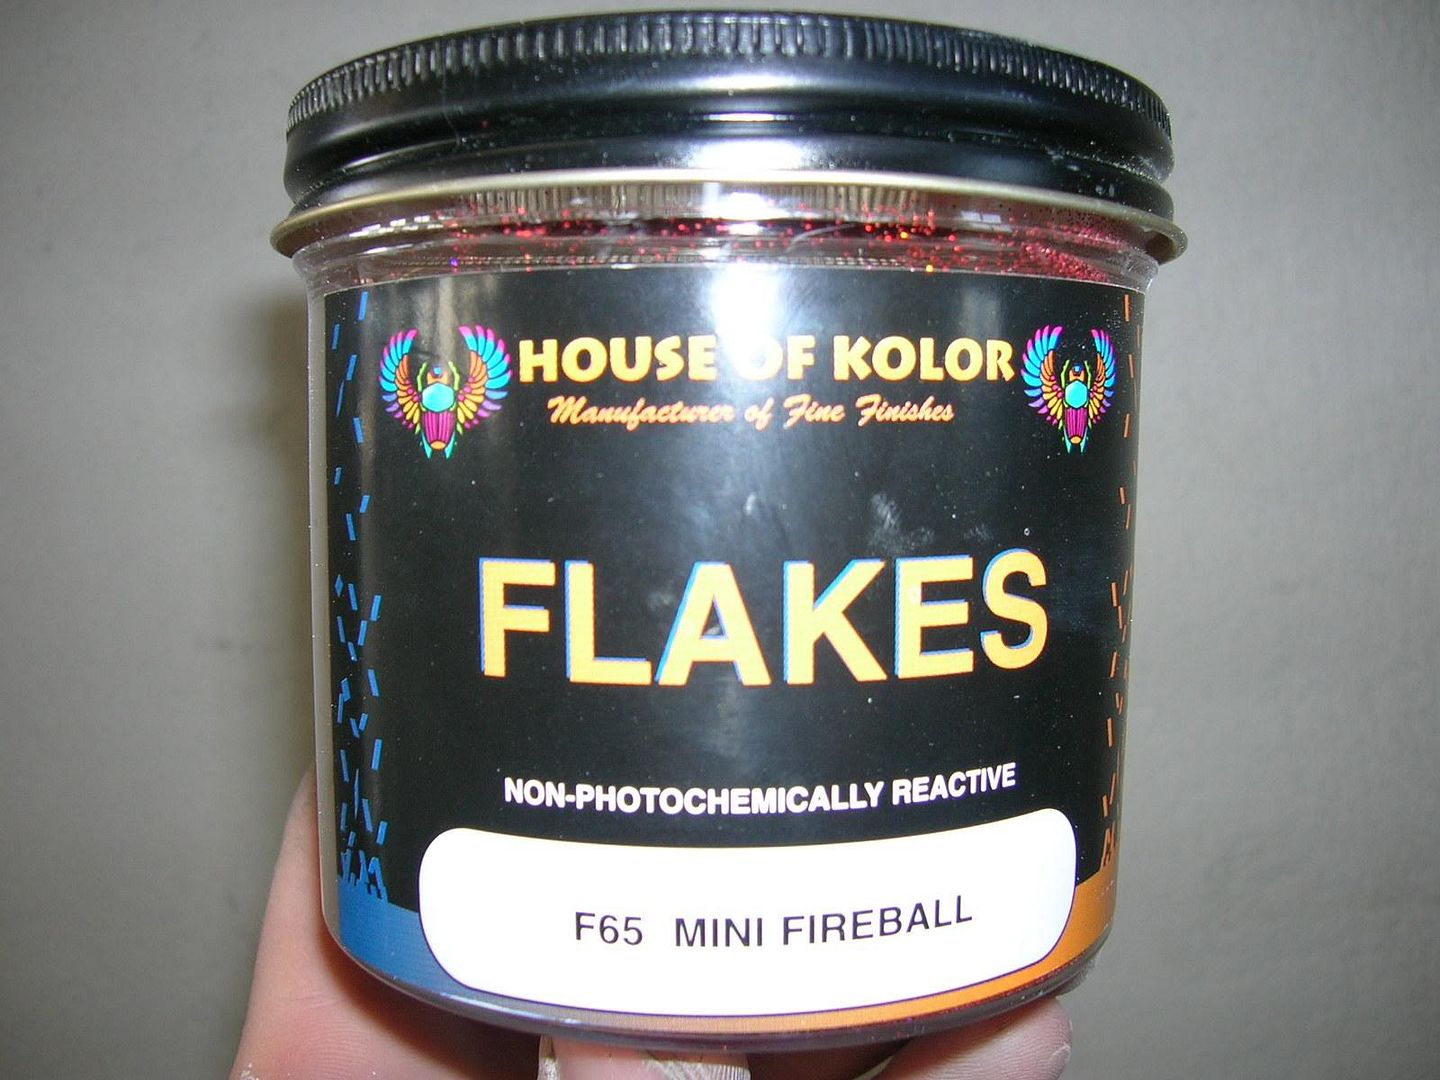 HOUSE OF KOLOR
Manufacturer of Fine Finishes
FLAKES
NON-PHOTOCHEMICALLY REACTIVE
F65 MINI FIREBALL